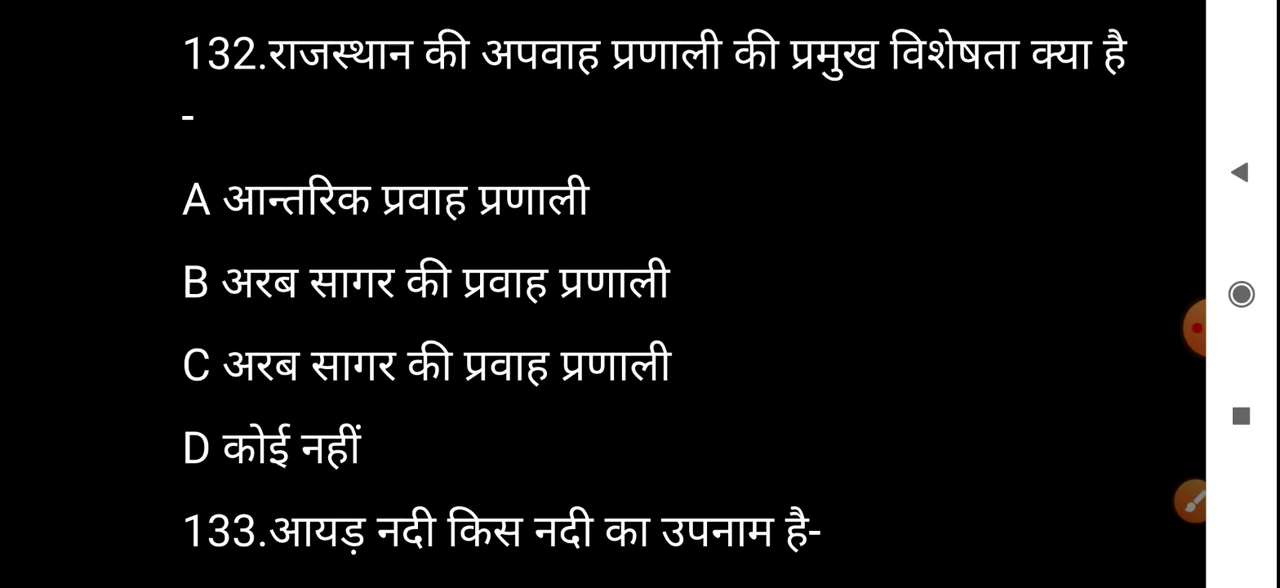 132.राजस्थान की अपवाह प्रणाली की प्रमुख विशेषता क्या है
-
A आन्तरिक प्रवाह प्रणाली
B अरब सागर की प्रवाह प्रणाली
C अरब सागर की प्रवाह प्रणाली
D कोई नहीं
133.आयड़ नदी किस नदी का उपनाम है-